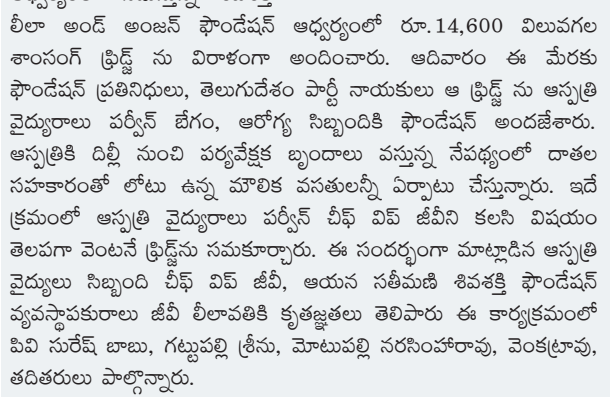 లీలా అండ్ అంజన్ ఫౌండేషన్ ఆధ్వర్యంలో రూ.14,600 విలువగల
శాంసంగ్ ఫ్రిడ్జ్ ను విరాళంగా అందించారు. ఆదివారం ఈ మేరకు
ఫౌండేషన్ ప్రతినిధులు, తెలుగుదేశం పార్టీ నాయకులు ఆ ఫ్రిడ్జ్ ను ఆస్పత్రి
వైద్యురాలు పర్వీన్ బేగం, ఆరోగ్య సిబ్బందికి ఫౌండేషన్ అందజేశారు.
ఆస్పత్రికి దిల్లీ నుంచి పర్యవేక్షక బృందాలు వస్తున్న నేపథ్యంలో దాతల
సహకారంతో లోటు ఉన్న మౌలిక వసతులన్నీ ఏర్పాటు చేస్తున్నారు. ఇదే
క్రమంలో ఆస్పత్రి వైద్యురాలు పర్వీన్ చీఫ్ విప్ జీవీని కలసి విషయం
తెలపగా వెంటనే ఫ్రిడ్జ్‌ను సమకూర్చారు. ఈ సందర్భంగా మాట్లాడిన ఆస్పత్రి
వైద్యులు సిబ్బంది చీఫ్ విప్ జీవీ, ఆయన సతీమణి శివశక్తి ఫౌండేషన్
వ్యవస్థాపకురాలు జీవీ లీలావతికి కృతజ్ఞతలు తెలిపారు ఈ కార్యక్రమంలో
పివి సురేష్ బాబు, గట్టుపల్లి శ్రీను, మోటుపల్లి నరసింహారావు, వెంకట్రావు,
తదితరులు పాల్గొన్నారు.